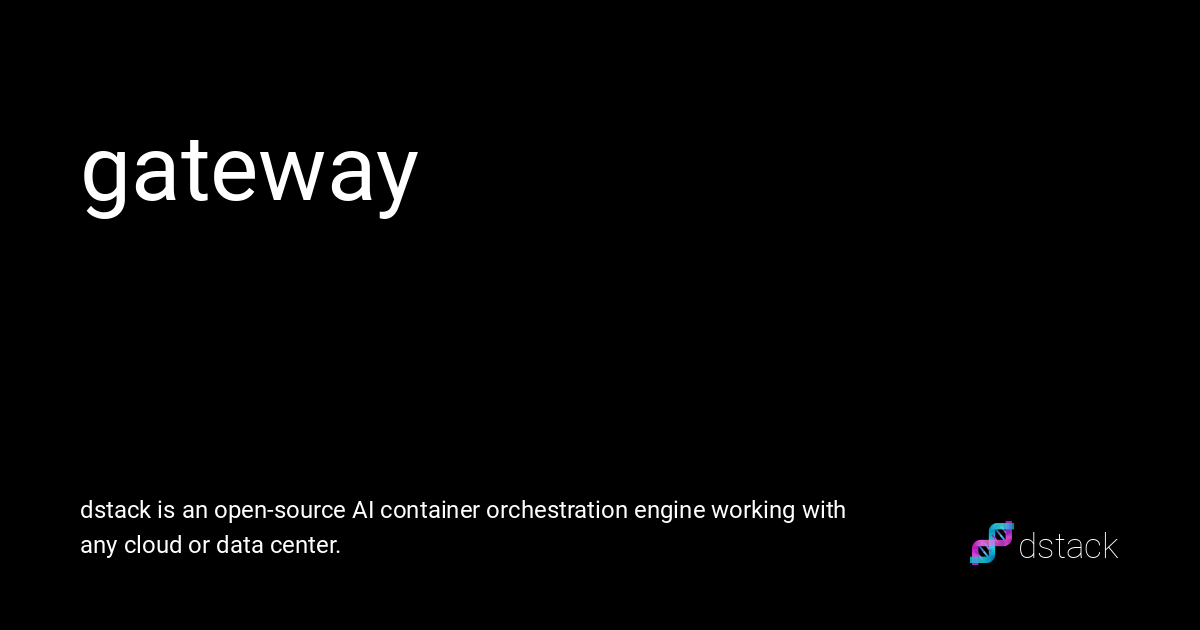 gateway
dstack is an open-source AI container orchestration engine working with
any cloud or data center.
dstack